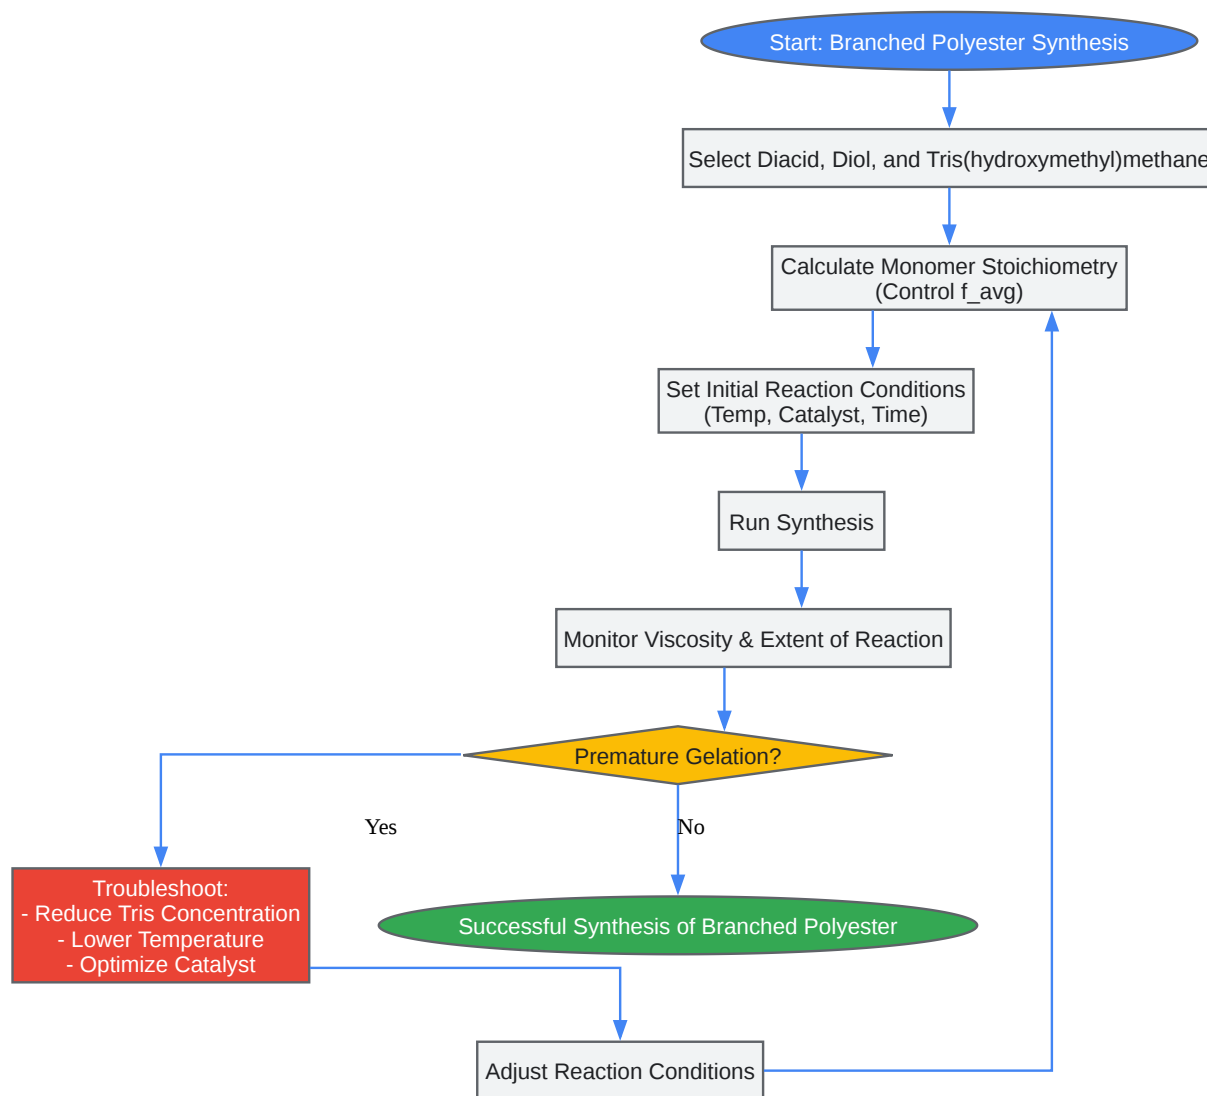 Start: Branched Polyester Synthesis
Select Diacid, Diol, and Tris(hydroxymethyl)methane
Calculate Monomer Stoichiometry
(Control f_avg)
Set Initial Reaction Conditions
(Temp, Catalyst, Time)
Run Synthesis
Monitor Viscosity & Extent of Reaction
Premature Gelation?
Yes
No
Troubleshoot:
- Reduce Tris Concentration
- Lower Temperature
- Optimize Catalyst
Successful Synthesis of Branched Polyester
Adjust Reaction Conditions